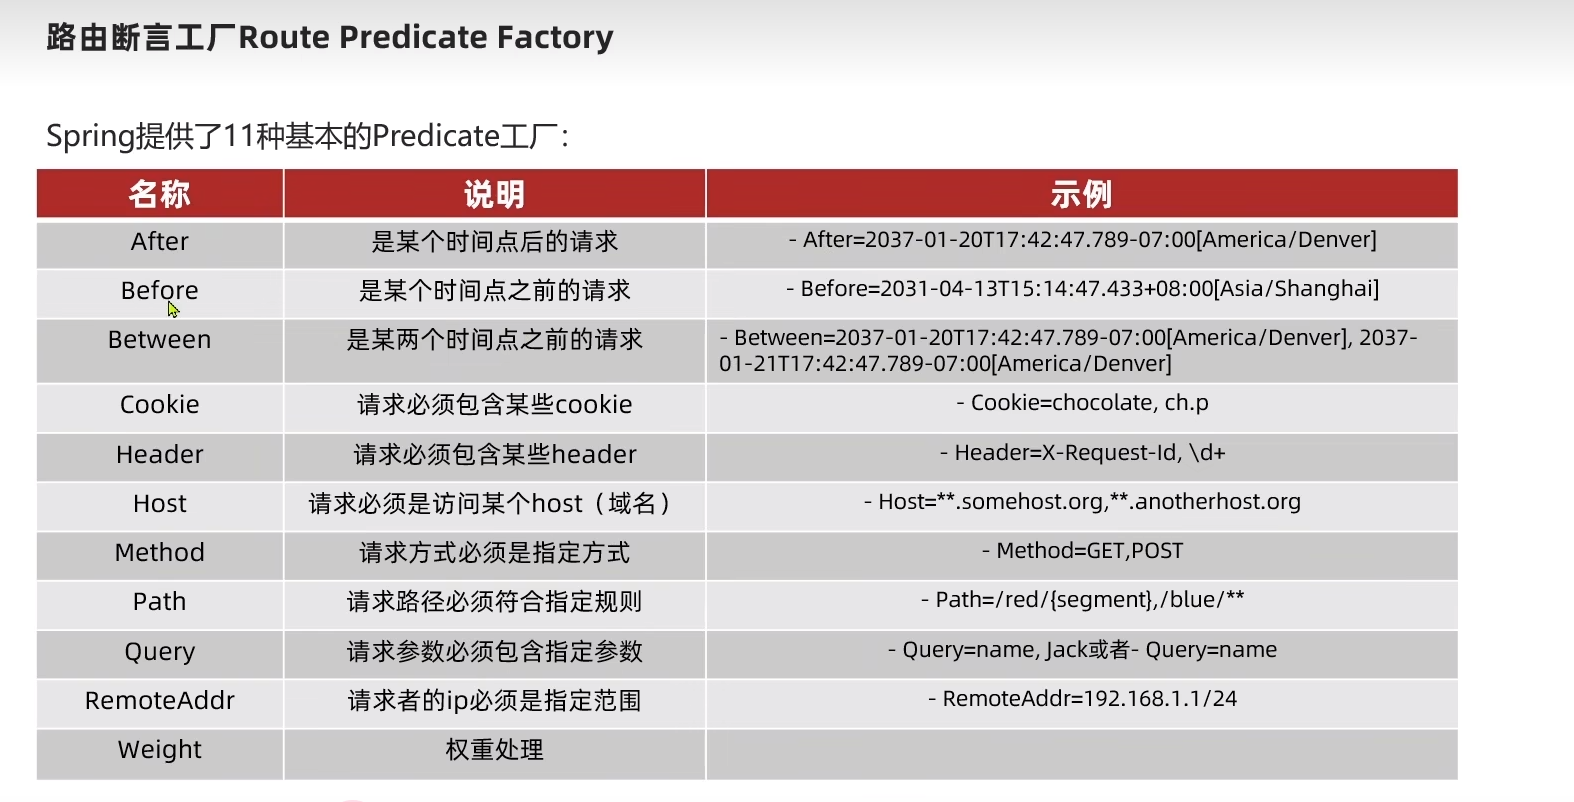 路由断言工厂Route Predicate Factory
Spring提供了11种基本的Predicate工厂：
名称 说明 示例
After 是某个时间点后的请求 - After=2037-01-20T17:42:47.789-07:00[America/Denver]
Before 是某个时间点之前的请求 - Before=2031-04-13T15:14:47.433+08:00[Asia/Shanghai]
Between 是某两个时间点之前的请求 - Between=2037-01-20T17:42:47.789-07:00[America/Denver], 2037-
01-21T17:42:47.789-07:00[America/Denver]
Cookie 请求必须包含某些cookie - Cookie=chocolate, ch.p
Header 请求必须包含某些header - Header=X-Request-Id, \d+
Host 请求必须是访问某个host（域名） - Host=**.somehost.org,**.anotherhost.org
Method 请求方式必须是指定方式 - Method=GET,POST
Path 请求路径必须符合指定规则 - Path=/red/{segment},/blue/**
Query 请求参数必须包含指定参数 - Query=name, Jack或者- Query=name
RemoteAddr 请求者的ip必须是指定范围 - RemoteAddr=192.168.1.1/24
Weight 权重处理